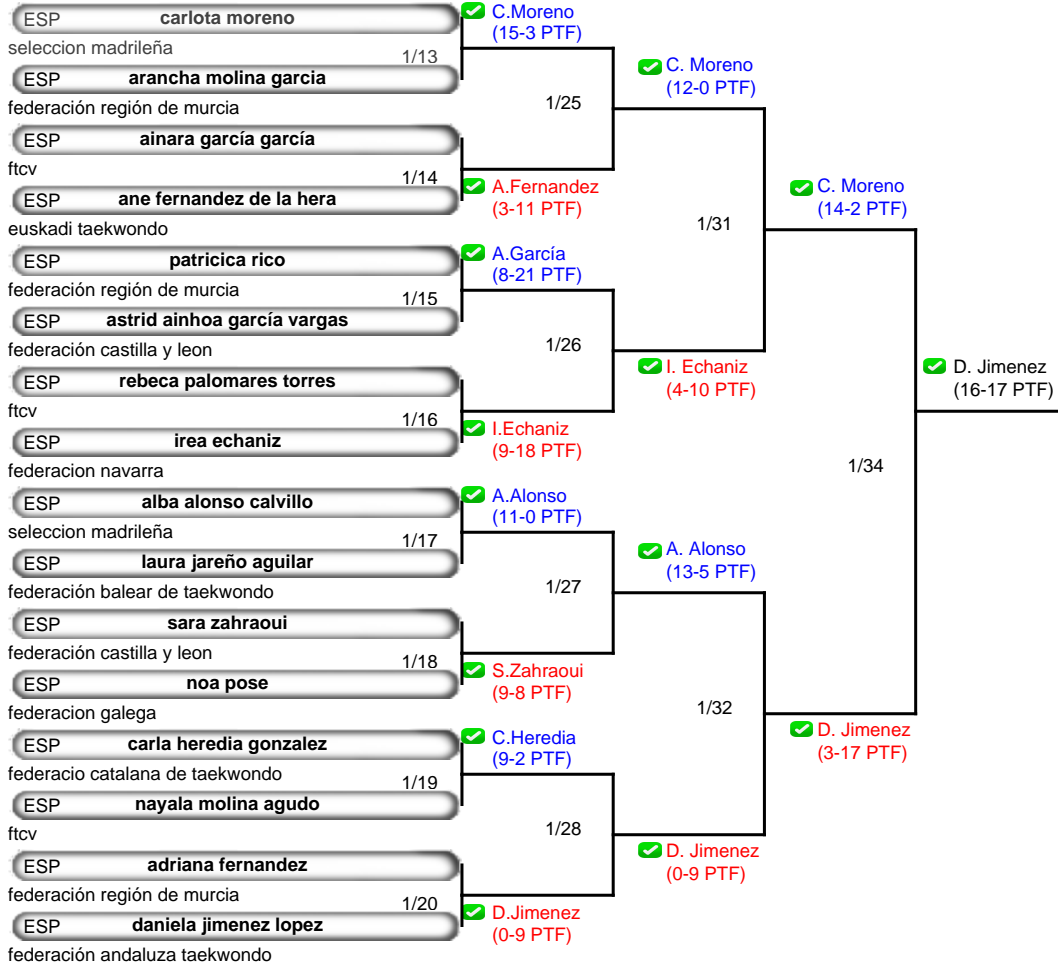 ESP carlota moreno
C.Moreno
(15-3 PTF)
seleccion madrileña
1/13
ESP arancha molina garcia
federación región de murcia
C. Moreno
(12-0 PTF)
1/25
ESP ainara garcía garcía
ftcv
1/14
ESP ane fernandez de la hera
A.Fernandez
(3-11 PTF)
euskadi taekwondo
C. Moreno
(14-2 PTF)
1/31
ESP patricica rico
A.García
(8-21 PTF)
federación región de murcia
1/15
ESP astrid ainhoa garcía vargas
federación castilla y leon
1/26
ESP rebeca palomares torres
I. Echaniz
(4-10 PTF)
D. Jimenez
(16-17 PTF)
ftcv
1/16
ESP irea echaniz
I.Echaniz
(9-18 PTF)
federacion navarra
1/34
ESP alba alonso calvillo
A.Alonso
(11-0 PTF)
seleccion madrileña
1/17
ESP laura jareño aguilar
federación balear de taekwondo
A. Alonso
(13-5 PTF)
1/27
ESP sara zahraoui
federación castilla y leon
1/18
ESP noa pose
S.Zahraoui
(9-8 PTF)
federacion galega
1/32
ESP carla heredia gonzalez
C.Heredia
(9-2 PTF)
D. Jimenez
(3-17 PTF)
federacio catalana de taekwondo
1/19
ESP nayala molina agudo
ftcv
1/28
ESP adriana fernandez
D. Jimenez
(0-9 PTF)
federación región de murcia
1/20
ESP daniela jimenez lopez
D.Jimenez
(0-9 PTF)
federación andaluza taekwondo